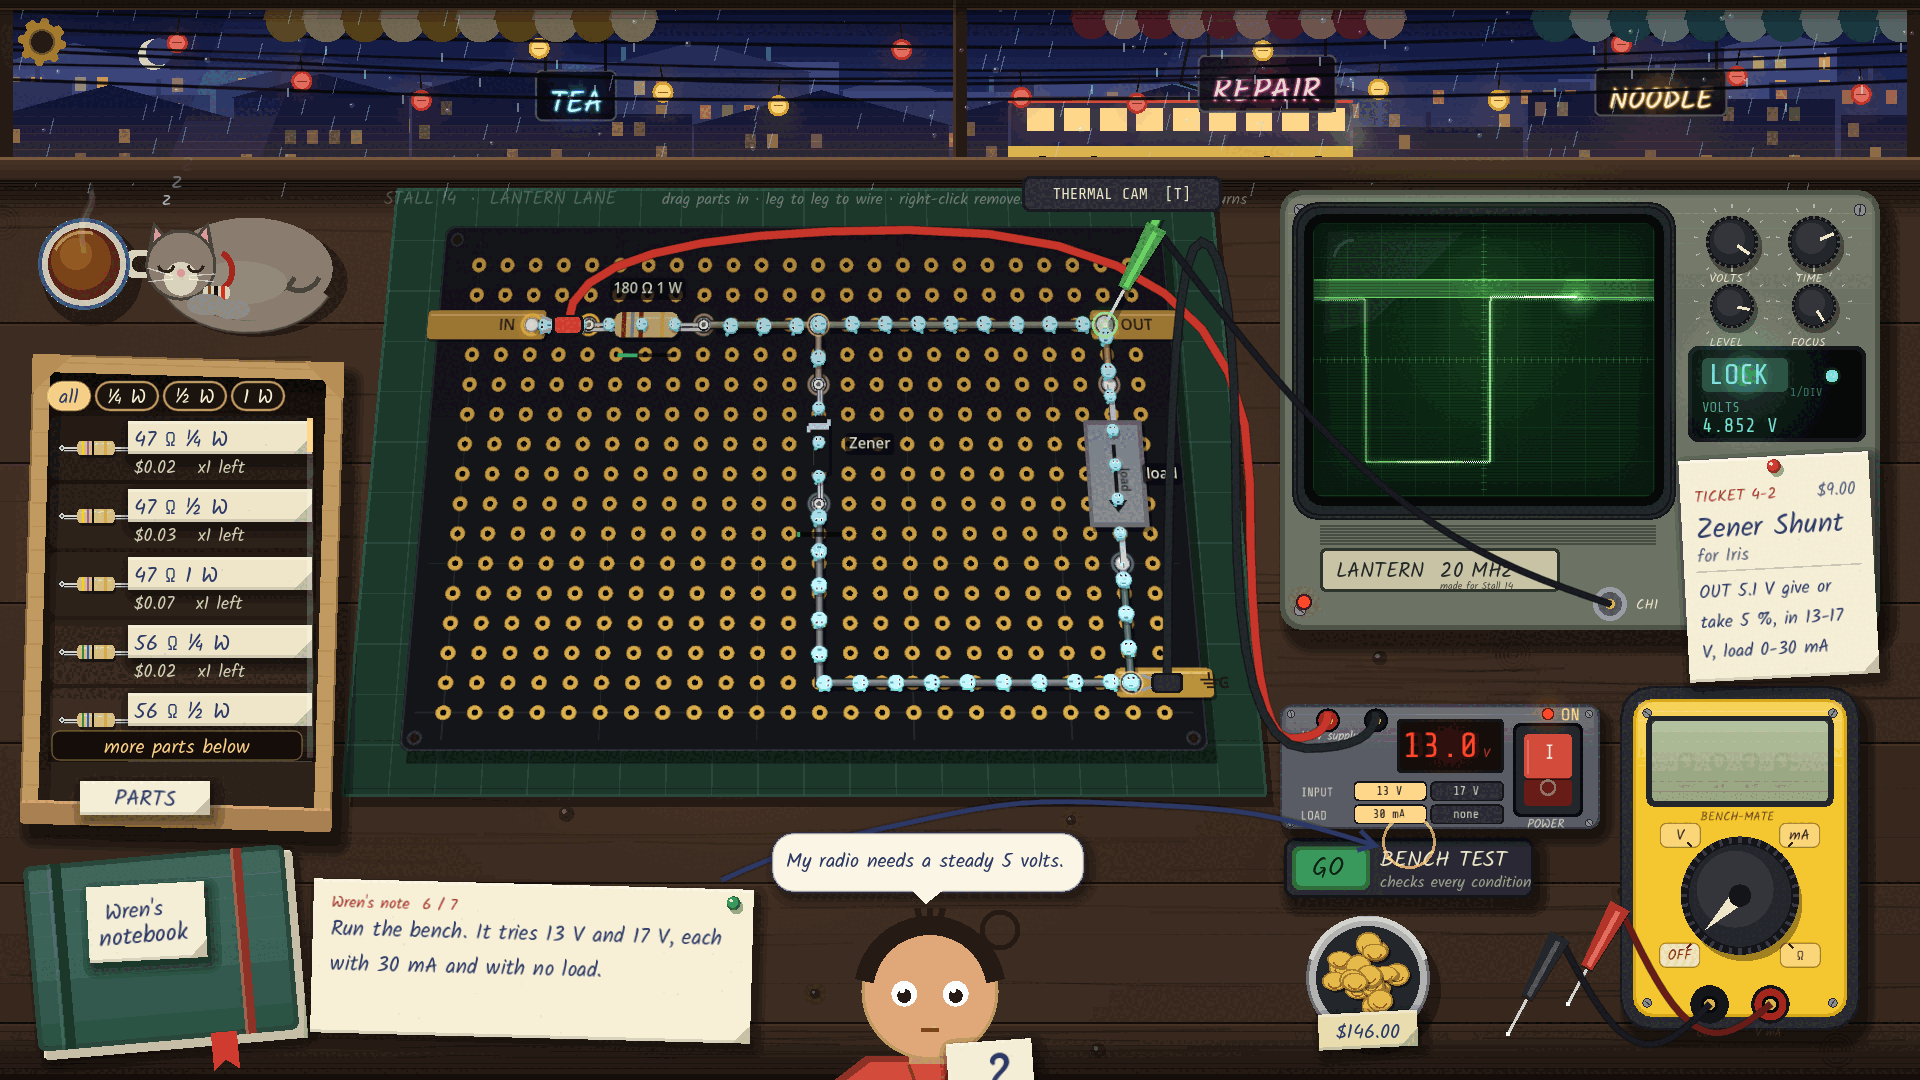 TEA
REPAIR
NOODLE
STALL 14 · LANTERN LANE
drag parts in · leg to leg to wire · right-click remove
THERMAL CAM [T]
urns
z
z
180 Ω 1 W
IN
OUT
Zener
load
load
G
all
¼ W
½ W
1 W
47 Ω ¼ W
$0.02 x1 left
47 Ω ½ W
$0.03 x1 left
47 Ω 1 W
$0.07 x1 left
56 Ω ¼ W
$0.02 x1 left
56 Ω ½ W
more parts below
PARTS
VOLTS
TIME
LEVEL
FOCUS
LOCK
1/DIV
VOLTS
4.852 V
LANTERN 20 MHz
made for Stall 14
CH1
TICKET 4-2 $9.00
Zener Shunt
for Iris
OUT 5.1 V give or
take 5 %, in 13-17
V, load 0-30 mA
supply
13.0 V
ON
I
INPUT 13 V 17 V
LOAD 30 mA none
POWER
GO
BENCH TEST
checks every condition
BENCH-MATE
V
mA
OFF
Ω
Wren's
notebook
Wren's note 6 / 7
Run the bench. It tries 13 V and 17 V, each
with 30 mA and with no load.
My radio needs a steady 5 volts.
?
$146.00